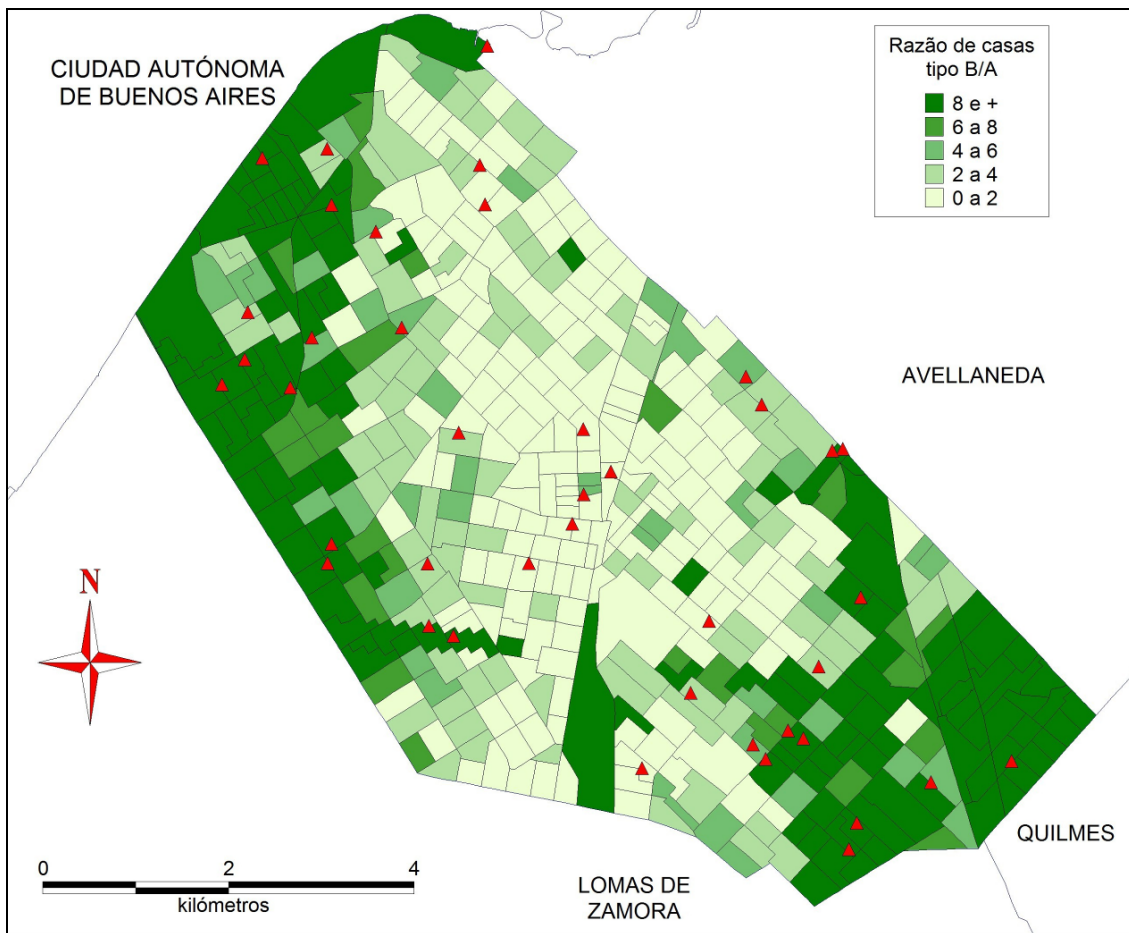 CIUDAD AUTÓNOMA
DE BUENOS AIRES
Razão de casas
tipo B/A
8 e +
6 a 8
4 a 6
2 a 4
0 a 2
AVELLANEDA
N
QUILMES
LOMAS DE
ZAMORA
0 2 4
kilómetros